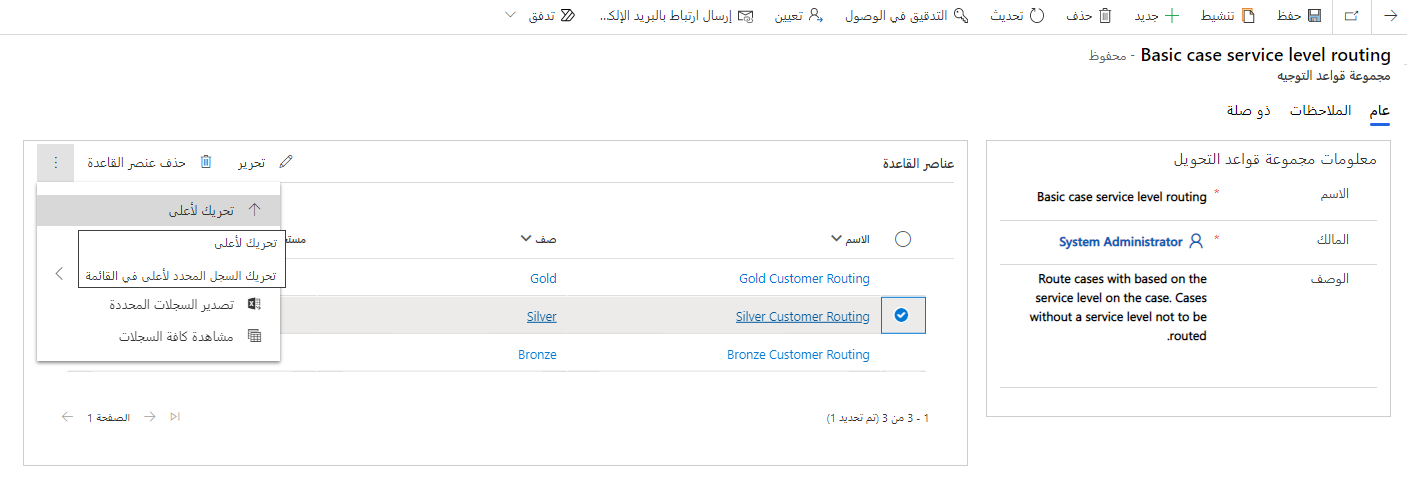 حفظ
تنشيط
جديد
حذف
تحديث
التدقيق في الوصول
تعيين
إرسال ارتباط بالبريد الإلك...
تدفق
Basic case service level routing - محفوظ
مجموعة قواعد التوجيه
عام
الملاحظات
ذو صلة
معلومات مجموعة قواعد التحويل
الاسم * Basic case service level routing
المالك * System Administrator
الوصف
Route cases with based on the
service level on the case. Cases
without a service level not to be
routed.
عناصر القاعدة
تحرير
حذف عنصر القاعدة
تحريك لأعلى
تحريك لأعلى
تحريك السجل المحدد لأعلى في القائمة
تصدير السجلات المحددة
مشاهدة كافة السجلات
الاسم
صف
Gold Customer Routing
Gold
Silver Customer Routing
Silver
Bronze Customer Routing
Bronze
1 - 3 من 3 (تم تحديد 1)
الصفحة 1